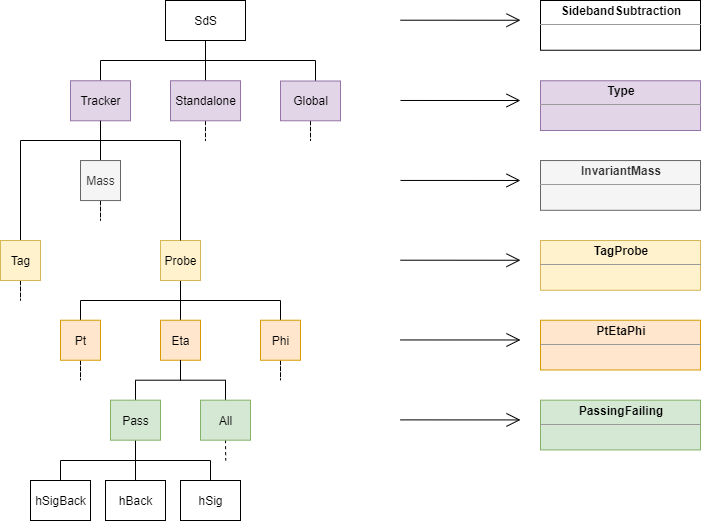 SdS
SidebandSubtraction
Tracker
Standalone
Global
Type
Mass
InvariantMass
Tag
Probe
TagProbe
Pt
Eta
Phi
PtEtaPhi
Pass
All
PassingFailing
hSigBack
hBack
hSig